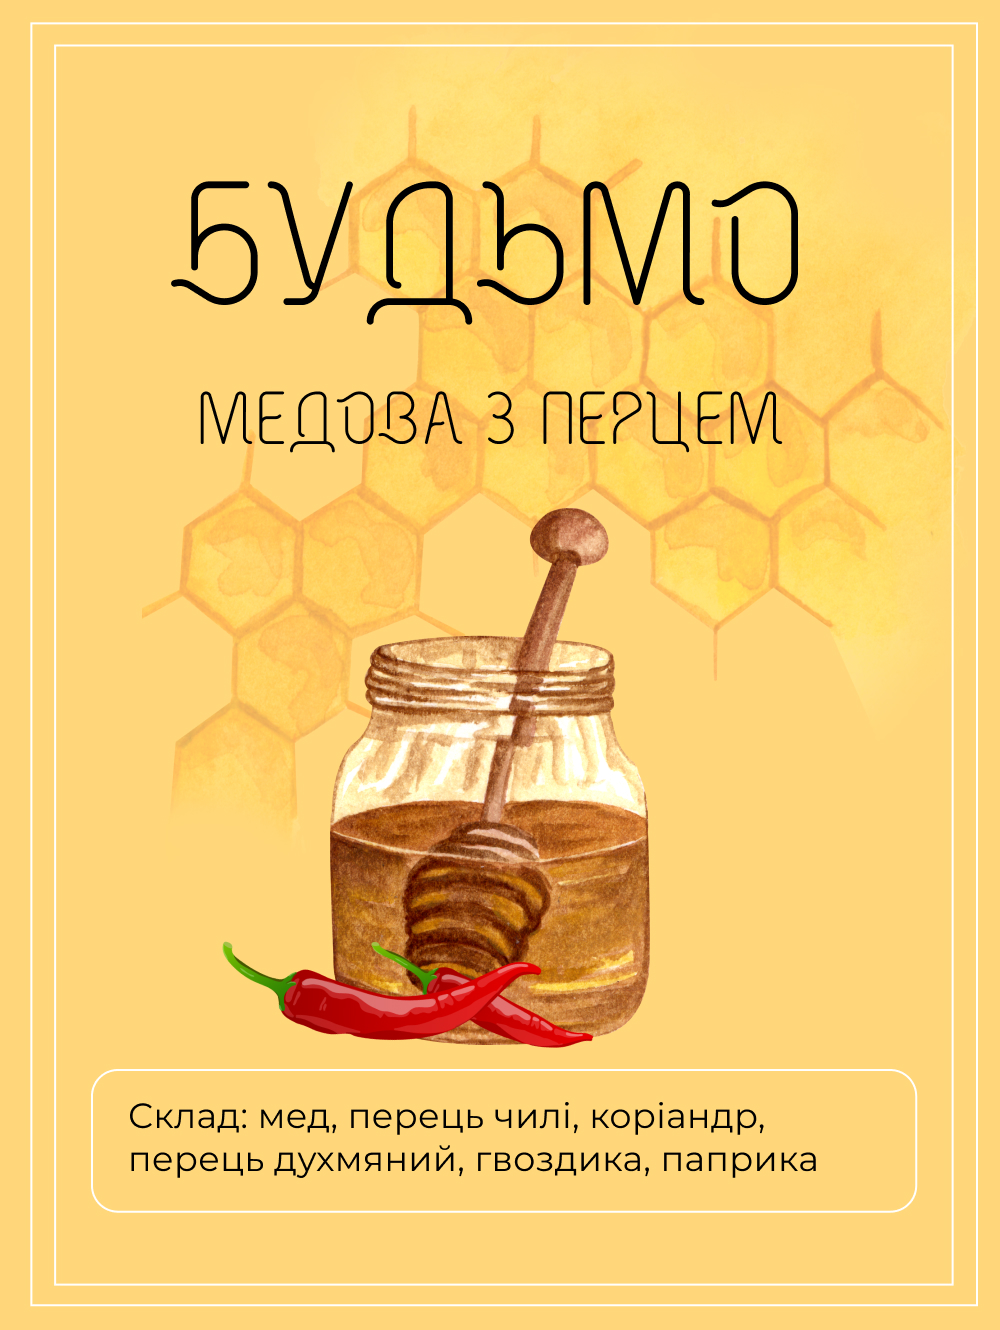 БУДЬМО
МЕДОВА З ПЕРЦЕМ
Склад: мед, перець чилі, коріандр,
перець духмяний, гвоздика, паприка